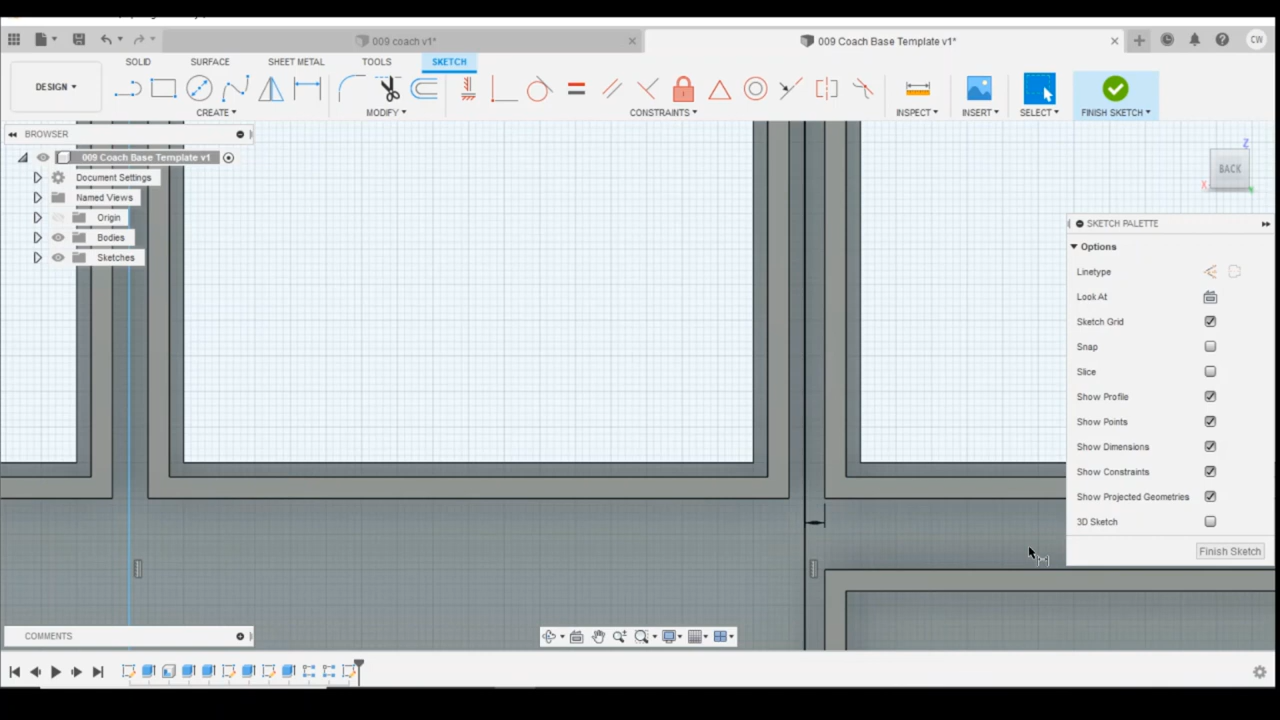 009 coach v1*
009 Coach Base Template v1*
CW
SOLID
SURFACE
SHEET METAL
TOOLS
SKETCH
DESIGN
CREATE
MODIFY
CONSTRAINTS
INSPECT
INSERT
SELECT
FINISH SKETCH
BROWSER
009 Coach Base Template v1
Document Settings
Named Views
Origin
Bodies
Sketches
Z
BACK
X
SKETCH PALETTE
Options
Linetype
Look At
Sketch Grid
Snap
Slice
Show Profile
Show Points
Show Dimensions
Show Constraints
Show Projected Geometries
3D Sketch
Finish Sketch
COMMENTS